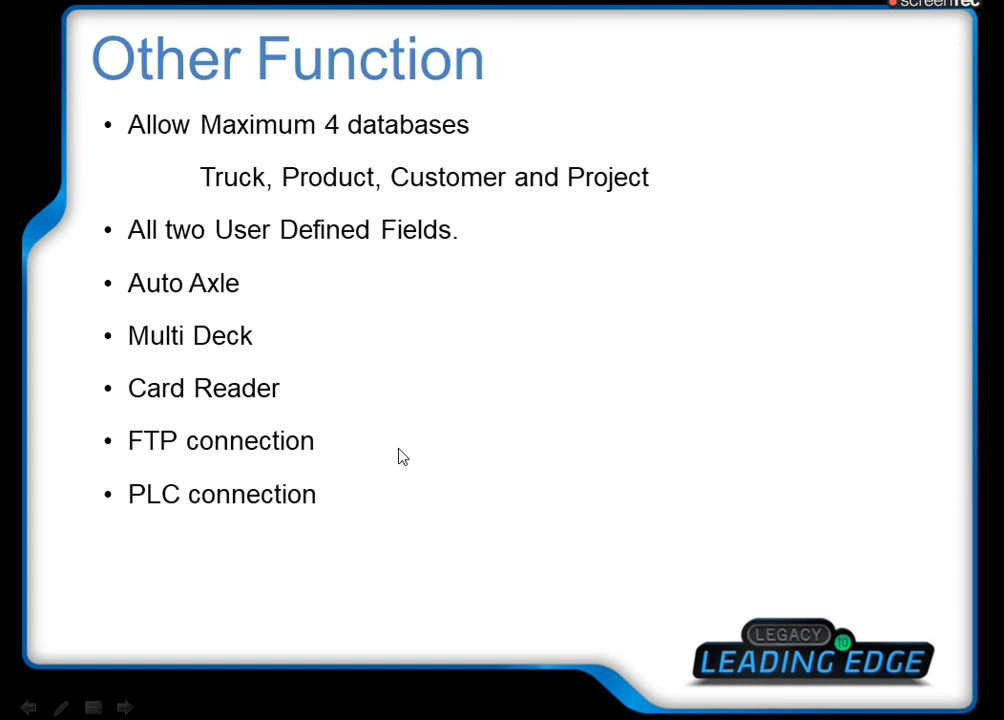 screenrec
Other Function
• Allow Maximum 4 databases
Truck, Product, Customer and Project
• All two User Defined Fields.
• Auto Axle
• Multi Deck
• Card Reader
• FTP connection
• PLC connection
LEGACY
TO
LEADING EDGE